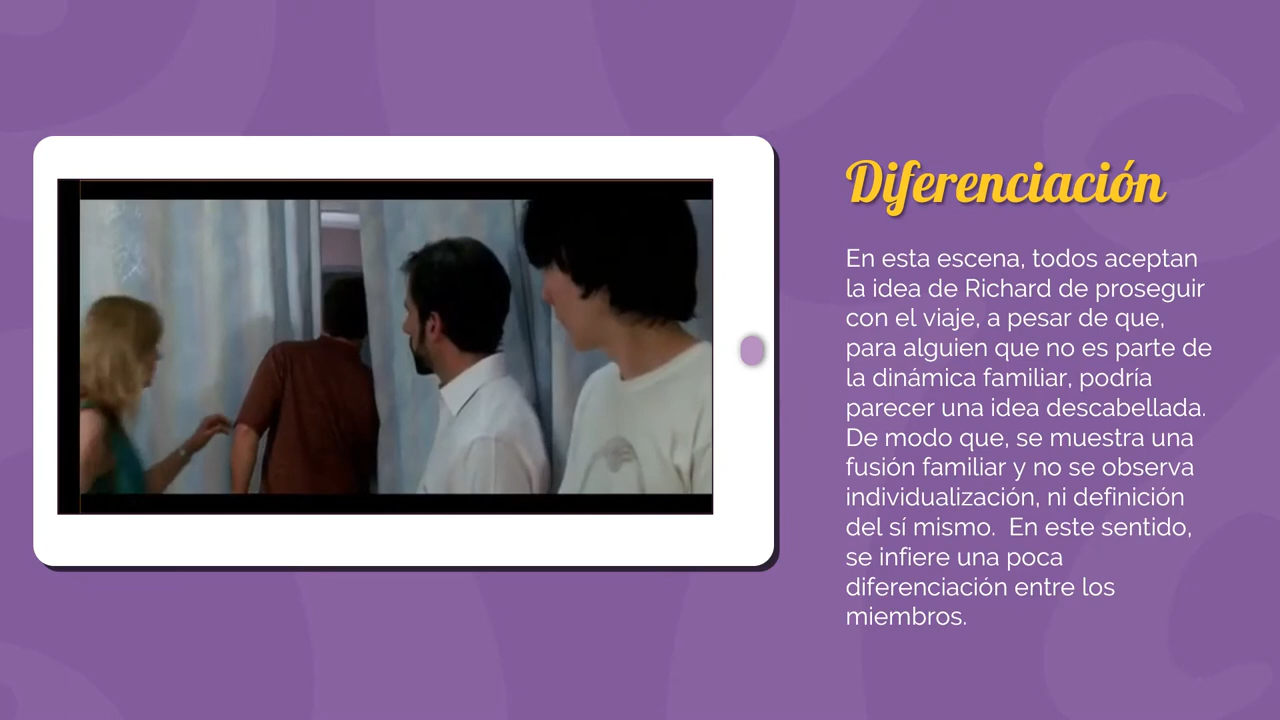 Diferenciación
En esta escena, todos aceptan
la idea de Richard de proseguir
con el viaje, a pesar de que,
para alguien que no es parte de
la dinámica familiar, podría
parecer una idea descabellada.
De modo que, se muestra una
fusión familiar y no se observa
individualización, ni definición
del sí mismo.  En este sentido,
se infiere una poca
diferenciación entre los
miembros.